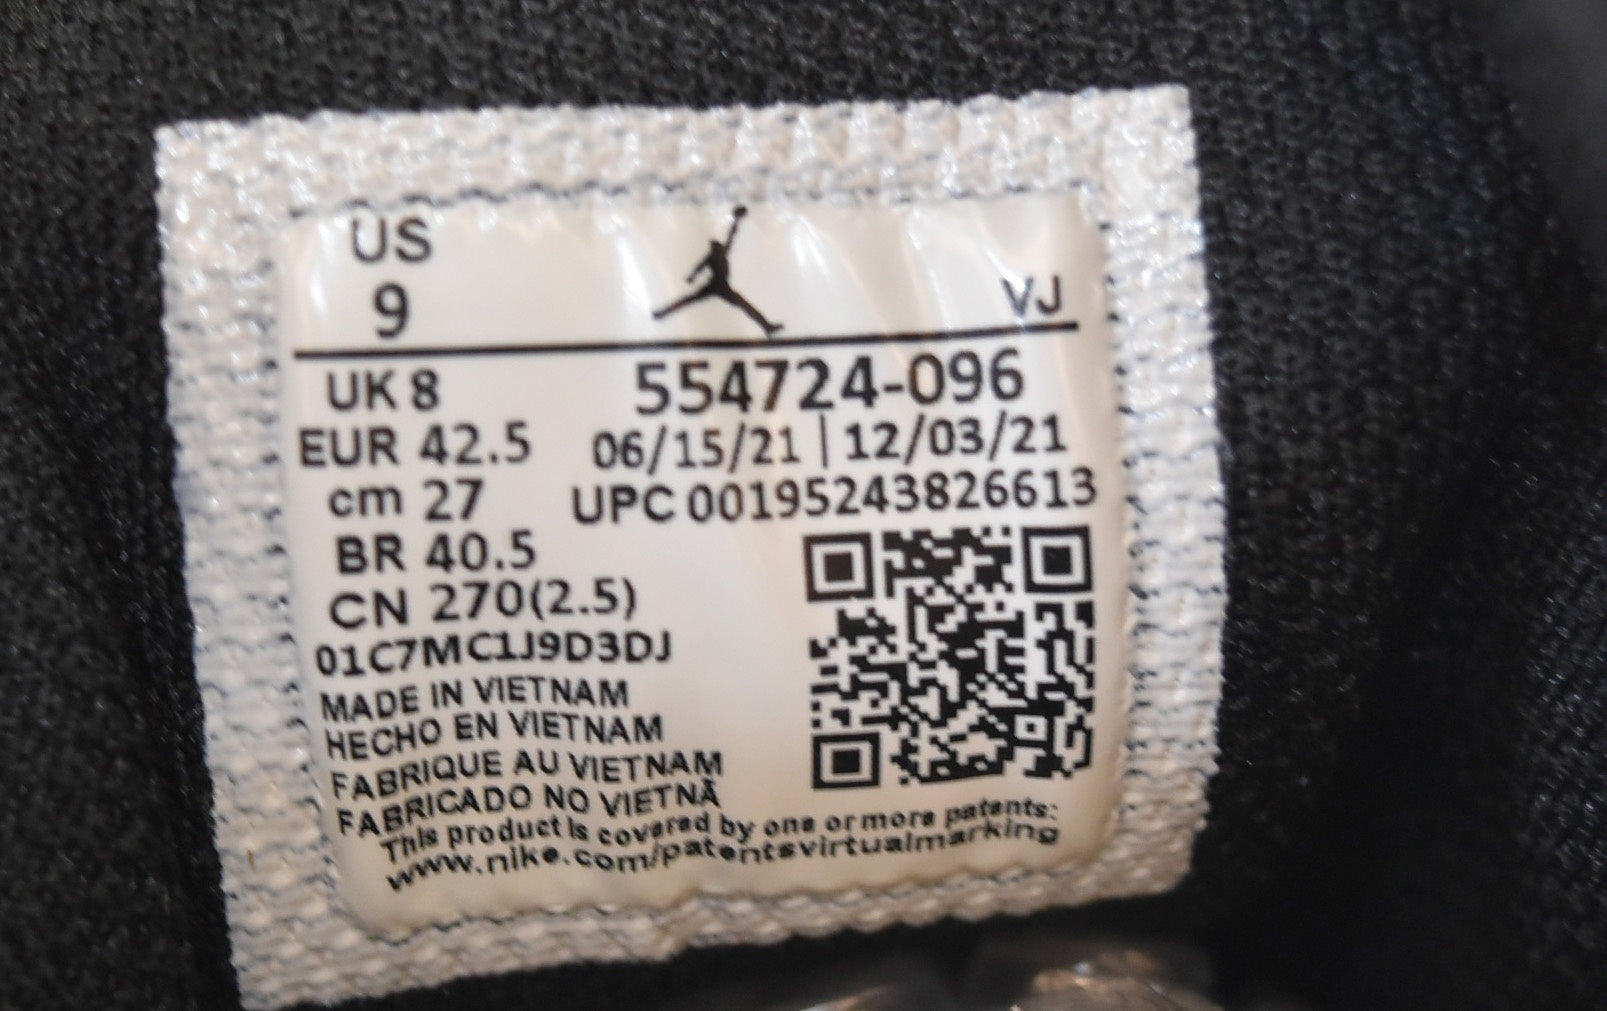 US
9
VJ
UK 8
554724-096
EUR 42.5
06/15/21 | 12/03/21
cm 27
UPC 00195243826613
BR 40.5
CN 270(2.5)
01C7MC1J9D3DJ
MADE IN VIETNAM
HECHO EN VIETNAM
FABRIQUE AU VIETNAM
FABRICADO NO VIETNÃ
This product is covered by one or more patents:
www.nike.com/patentsvirtualmarking